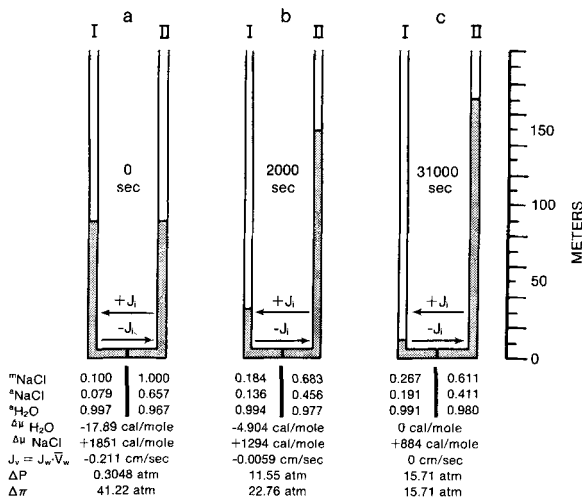 a b c
I II I II I II
0 sec 2000 sec 31000 sec
+Jᵢ +Jᵢ +Jᵢ
-Jᵢ -Jᵢ -Jᵢ
150
100
50
0
METERS
ᵐNaCl 0.100 1.000 0.184 0.683 0.267 0.611
ᵃNaCl 0.079 0.657 0.136 0.456 0.191 0.411
ᵃH₂O 0.997 0.967 0.994 0.977 0.991 0.980
Δμ H₂O -17.89 cal/mole -4.904 cal/mole 0 cal/mole
Δμ NaCl +1851 cal/mole +1294 cal/mole +884 cal/mole
Jᵥ = J_w·V̅_w -0.211 cm/sec -0.0059 cm/sec 0 cm/sec
ΔP 0.3048 atm 11.55 atm 15.71 atm
Δπ 41.22 atm 22.76 atm 15.71 atm